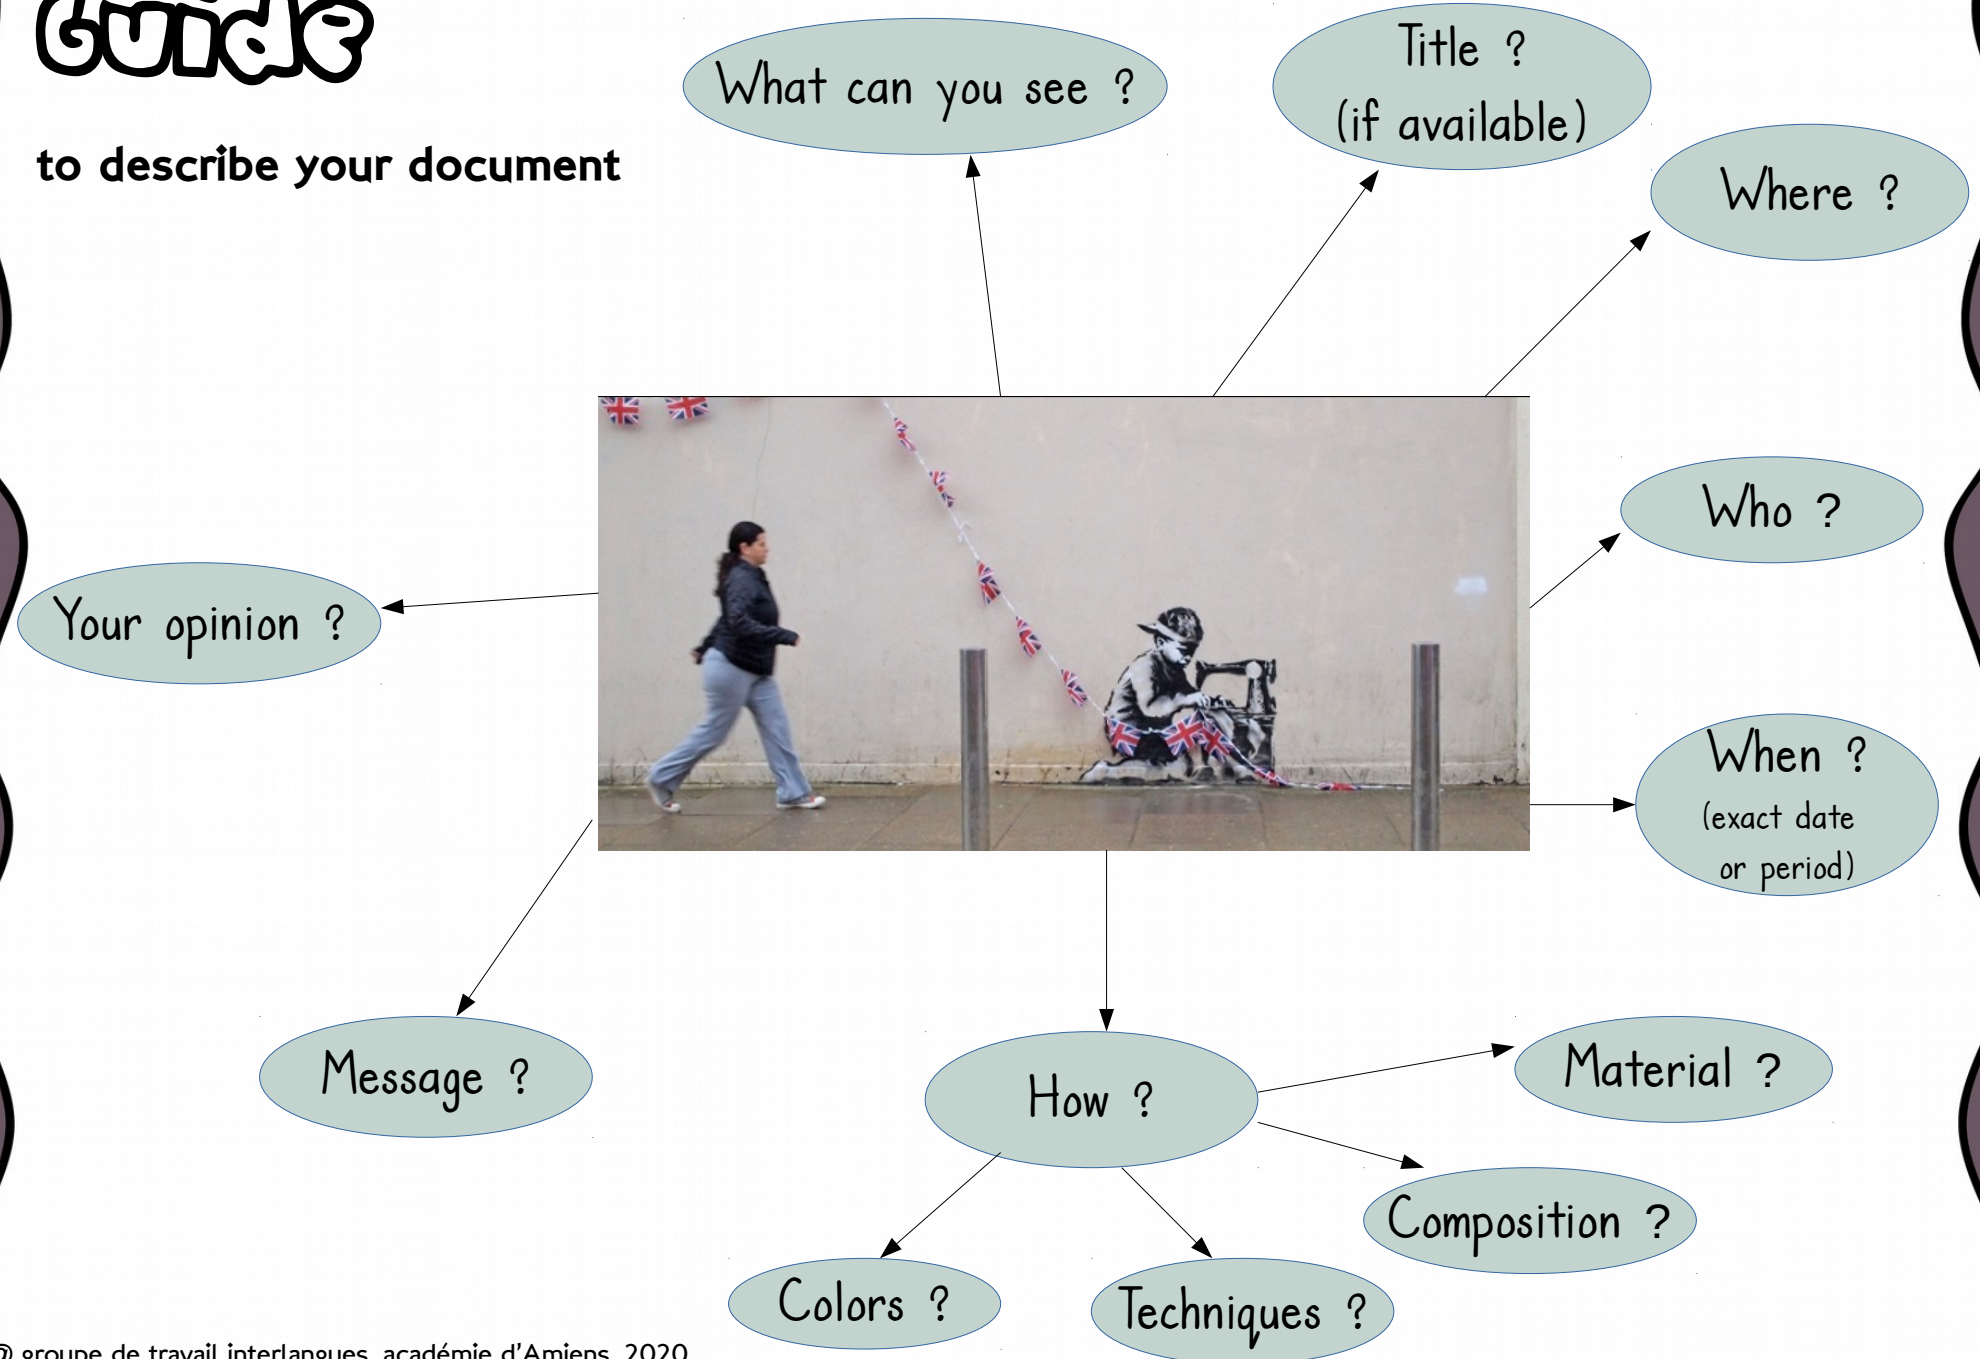 Guide
to describe your document
What can you see ?
Title ?
(if available)
Where ?
Who ?
Your opinion ?
When ?
(exact date
or period)
Message ?
How ?
Material ?
Composition ?
Colors ?
Techniques ?
@ groupe de travail interlangues, académie d'Amiens, 2020